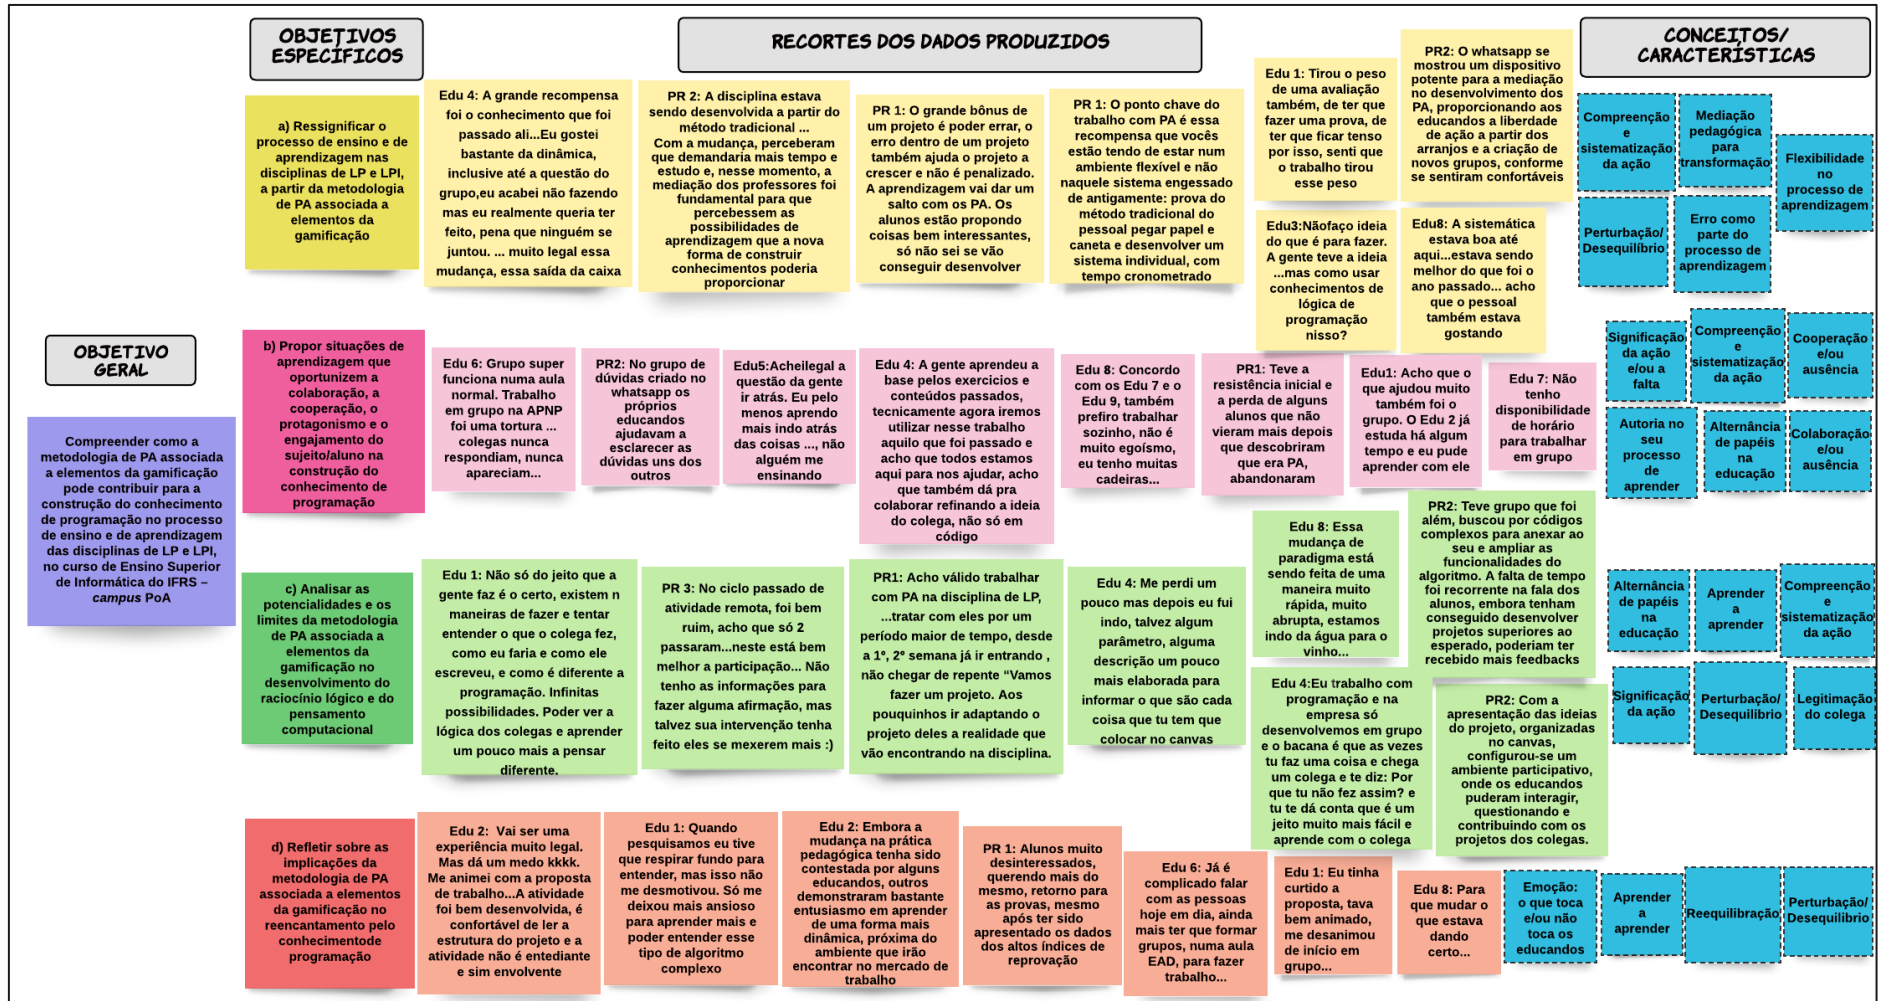 OBJETIVOS
ESPECÍFICOS
RECORTES DOS DADOS PRODUZIDOS
CONCEITOS/
CARACTERÍSTICAS
OBJETIVO
GERAL
Compreender como a
metodologia de PA associada
a elementos da gamificação
pode contribuir para a
construção do conhecimento
de programação no processo
de ensino e de aprendizagem
das disciplinas de LP e LPI,
no curso de Ensino Superior
de Informática do IFRS –
campus PoA
a) Ressignificar o
processo de ensino e de
aprendizagem nas
disciplinas de LP e LPI,
a partir da metodologia
de PA associada a
elementos da
gamificação
Edu 4: A grande recompensa
foi o conhecimento que foi
passado ali...Eu gostei
bastante da dinâmica,
inclusive até a questão do
grupo,eu acabei não fazendo
mas eu realmente queria ter
feito, pena que ninguém se
juntou. ... muito legal essa
mudança, essa saída da caixa
PR 2: A disciplina estava
sendo desenvolvida a partir do
método tradicional ...
Com a mudança, perceberam
que demandaria mais tempo e
estudo e, nesse momento, a
mediação dos professores foi
fundamental para que
percebessem as
possibilidades de
aprendizagem que a nova
forma de construir
conhecimentos poderia
proporcionar
PR 1: O grande bônus de
um projeto é poder errar, o
erro dentro de um projeto
também ajuda o projeto a
crescer e não é penalizado.
A aprendizagem vai dar um
salto com os PA. Os
alunos estão propondo
coisas bem interessantes,
só não sei se vão
conseguir desenvolver
PR 1: O ponto chave do
trabalho com PA é essa
recompensa que vocês
estão tendo de estar num
ambiente flexível e não
naquele sistema engessado
de antigamente: prova do
método tradicional do
pessoal pegar papel e
caneta e desenvolver um
sistema individual, com
tempo cronometrado
Edu 1: Tirou o peso
de uma avaliação
também, de ter que
fazer uma prova, de
ter que ficar tenso
por isso, senti que
o trabalho tirou
esse peso
PR2: O whatsapp se
mostrou um dispositivo
potente para a mediação
no desenvolvimento dos
PA, proporcionando aos
educandos a liberdade
de ação a partir dos
arranjos e a criação de
novos grupos, conforme
se sentiram confortáveis
Edu3:Nãofaço ideia
do que é para fazer.
A gente teve a ideia
...mas como usar
conhecimentos de
lógica de
programação
nisso?
Edu8: A sistemática
estava boa até
aqui...estava sendo
melhor do que foi o
ano passado... acho
que o pessoal
também estava
gostando
Compreenção
e
sistematização
da ação
Mediação
pedagógica
para
transformação
Flexibilidade
no
processo de
aprendizagem
Perturbação/
Desequilíbrio
Erro como
parte do
processo de
aprendizagem
b) Propor situações de
aprendizagem que
oportunizem a
colaboração, a
cooperação, o
protagonismo e o
engajamento do
sujeito/aluno na
construção do
conhecimento de
programação
Edu 6: Grupo super
funciona numa aula
normal. Trabalho
em grupo na APNP
foi uma tortura ...
colegas nunca
respondiam, nunca
apareciam...
PR2: No grupo de
dúvidas criado no
whatsapp os
próprios
educandos
ajudavam a
esclarecer as
dúvidas uns dos
outros
Edu5:Acheilegal a
questão da gente
ir atrás. Eu pelo
menos aprendo
mais indo atrás
das coisas ..., não
alguém me
ensinando
Edu 4: A gente aprendeu a
base pelos exercicios e
conteúdos passados,
tecnicamente agora iremos
utilizar nesse trabalho
aquilo que foi passado e
acho que todos estamos
aqui para nos ajudar, acho
que também dá pra
colaborar refinando a ideia
do colega, não só em
código
Edu 8: Concordo
com os Edu 7 e o
Edu 9, também
prefiro trabalhar
sozinho, não é
muito egoísmo,
eu tenho muitas
cadeiras...
PR1: Teve a
resistência inicial e
a perda de alguns
alunos que não
vieram mais depois
que descobriram
que era PA,
abandonaram
Edu1: Acho que o
que ajudou muito
também foi o
grupo. O Edu 2 já
estuda há algum
tempo e eu pude
aprender com ele
Edu 7: Não
tenho
disponibilidade
de horário
para trabalhar
em grupo
Significação
da ação
e/ou a
falta
Compreenção
e
sistematização
da ação
Cooperação
e/ou
ausência
Autoria no
seu
processo
de
aprender
Alternância
de papéis
na
educação
Colaboração
e/ou
ausência
c) Analisar as
potencialidades e os
limites da metodologia
de PA associada a
elementos da
gamificação no
desenvolvimento do
raciocínio lógico e do
pensamento
computacional
Edu 1: Não só do jeito que a
gente faz é o certo, existem n
maneiras de fazer e tentar
entender o que o colega fez,
como eu faria e como ele
escreveu, e como é diferente a
programação. Infinitas
possibilidades. Poder ver a
lógica dos colegas e aprender
um pouco mais a pensar
diferente.
PR 3: No ciclo passado de
atividade remota, foi bem
ruim, acho que só 2
passaram...neste está bem
melhor a participação... Não
tenho as informações para
fazer alguma afirmação, mas
talvez sua intervenção tenha
feito eles se mexerem mais :)
PR1: Acho válido trabalhar
com PA na disciplina de LP,
...tratar com eles por um
período maior de tempo, desde
a 1º, 2º semana já ir entrando ,
não chegar de repente “Vamos
fazer um projeto. Aos
pouquinhos ir adaptando o
projeto deles a realidade que
vão encontrando na disciplina.
Edu 4: Me perdi um
pouco mas depois eu fui
indo, talvez algum
parâmetro, alguma
descrição um pouco
mais elaborada para
informar o que são cada
coisa que tu tem que
colocar no canvas
Edu 8: Essa
mudança de
paradigma está
sendo feita de uma
maneira muito
rápida, muito
abrupta, estamos
indo da água para o
vinho...
PR2: Teve grupo que foi
além, buscou por códigos
complexos para anexar ao
seu e ampliar as
funcionalidades do
algoritmo. A falta de tempo
foi recorrente na fala dos
alunos, embora tenham
conseguido desenvolver
projetos superiores ao
esperado, poderiam ter
recebido mais feedbacks
Edu 4:Eu trabalho com
programação e na
empresa só
desenvolvemos em grupo
e o bacana é que as vezes
tu faz uma coisa e chega
um colega e te diz: Por
que tu não fez assim? e
tu te dá conta que é um
jeito muito mais fácil e
aprende com o colega
PR2: Com a
apresentação das ideias
do projeto, organizadas
no canvas,
configurou-se um
ambiente participativo,
onde os educandos
puderam interagir,
questionando e
contribuindo com os
projetos dos colegas.
Alternância
de papéis
na
educação
Aprender
a
aprender
Compreenção
e
sistematização
da ação
Significação
da ação
Perturbação/
Desequilibrio
Legitimação
do colega
d) Refletir sobre as
implicações da
metodologia de PA
associada a elementos
da gamificação no
reencantamento pelo
conhecimentode
programação
Edu 2: Vai ser uma
experiência muito legal.
Mas dá um medo kkkk.
Me animei com a proposta
de trabalho...A atividade
foi bem desenvolvida, é
confortável de ler a
estrutura do projeto e a
atividade não é entediante
e sim envolvente
Edu 1: Quando
pesquisamos eu tive
que respirar fundo para
entender, mas isso não
me desmotivou. Só me
deixou mais ansioso
para aprender mais e
poder entender esse
tipo de algoritmo
complexo
Edu 2: Embora a
mudança na prática
pedagógica tenha sido
contestada por alguns
educandos, outros
demonstraram bastante
entusiasmo em aprender
de uma forma mais
dinâmica, próxima do
ambiente que irão
encontrar no mercado de
trabalho
PR 1: Alunos muito
desinteressados,
querendo mais do
mesmo, retorno para
as provas, mesmo
após ter sido
apresentado os dados
dos altos índices de
reprovação
Edu 6: Já é
complicado falar
com as pessoas
hoje em dia, ainda
mais ter que formar
grupos, numa aula
EAD, para fazer
trabalho...
Edu 1: Eu tinha
curtido a
proposta, tava
bem animado,
me desanimou
de início em
grupo...
Edu 8: Para
que mudar o
que estava
dando
certo...
Emoção:
o que toca
e/ou não
toca os
educandos
Aprender
a
aprender
Reequilibração
Perturbação/
Desequilibrio